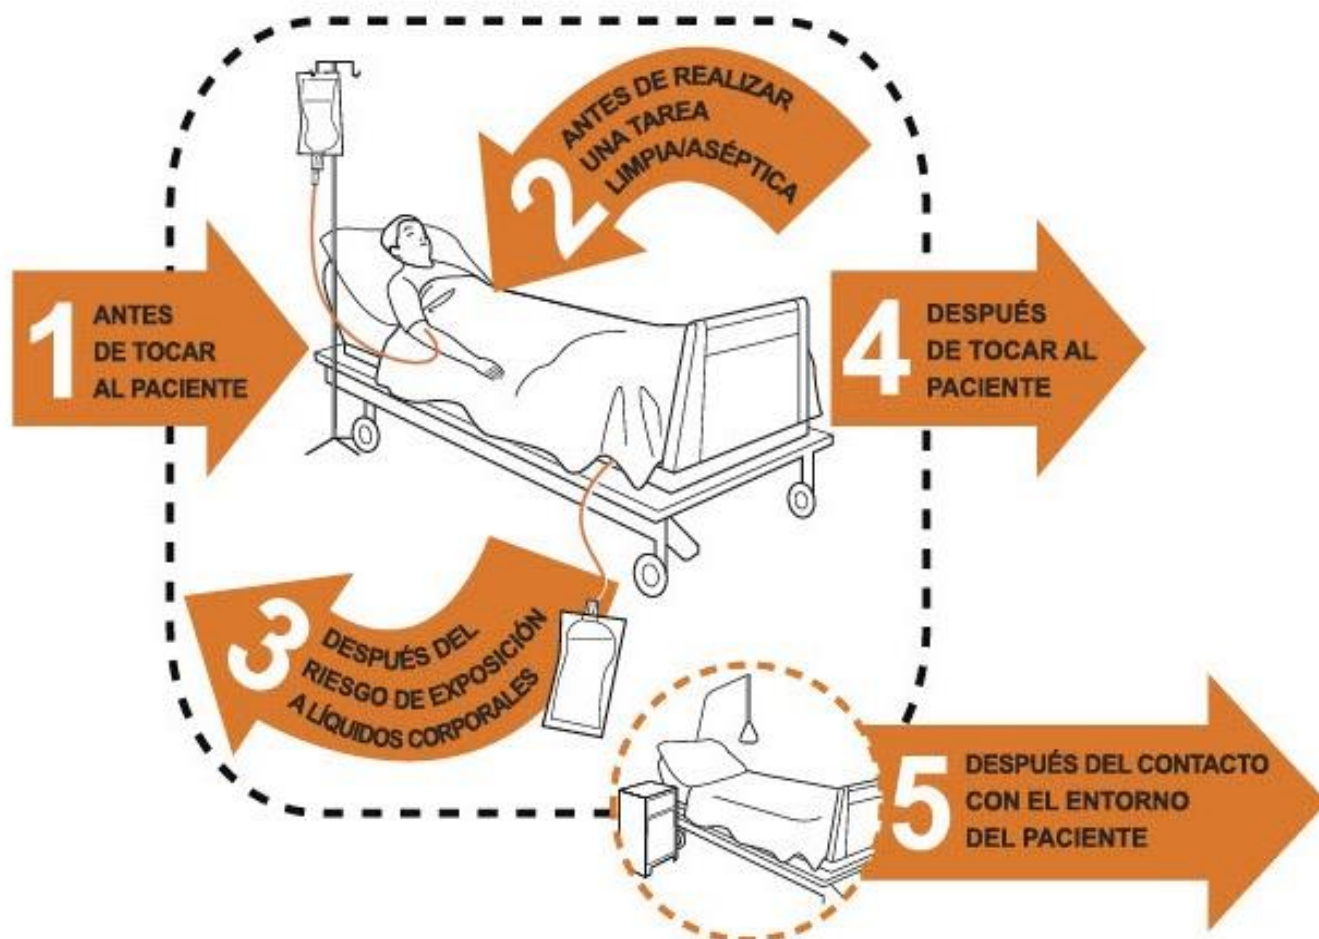 1
ANTES
DE TOCAR
AL PACIENTE
2
ANTES DE REALIZAR
UNA TAREA
LIMPIA/ASÉPTICA
3
DESPUÉS DEL
RIESGO DE EXPOSICIÓN
A LÍQUIDOS CORPORALES
4
DESPUÉS
DE TOCAR AL
PACIENTE
5
DESPUÉS DEL CONTACTO
CON EL ENTORNO
DEL PACIENTE